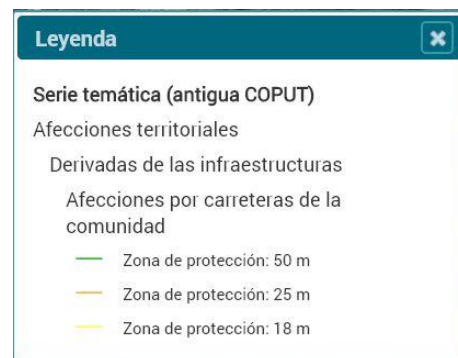 Leyenda
Serie temática (antigua COPUT)
Afecciones territoriales
Derivadas de las infraestructuras
Afecciones por carreteras de la
comunidad
Zona de protección: 50 m
Zona de protección: 25 m
Zona de protección: 18 m